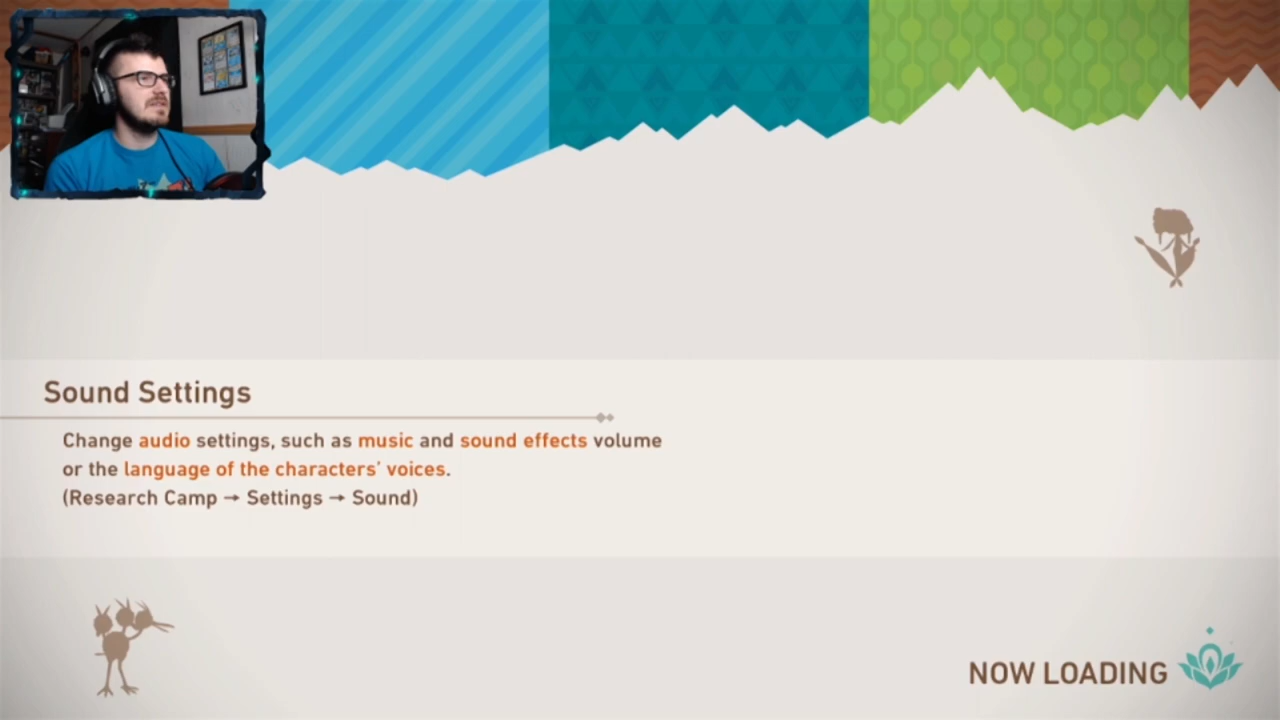 Sound Settings
Change audio settings, such as music and sound effects volume
or the language of the characters' voices.
(Research Camp → Settings → Sound)
NOW LOADING